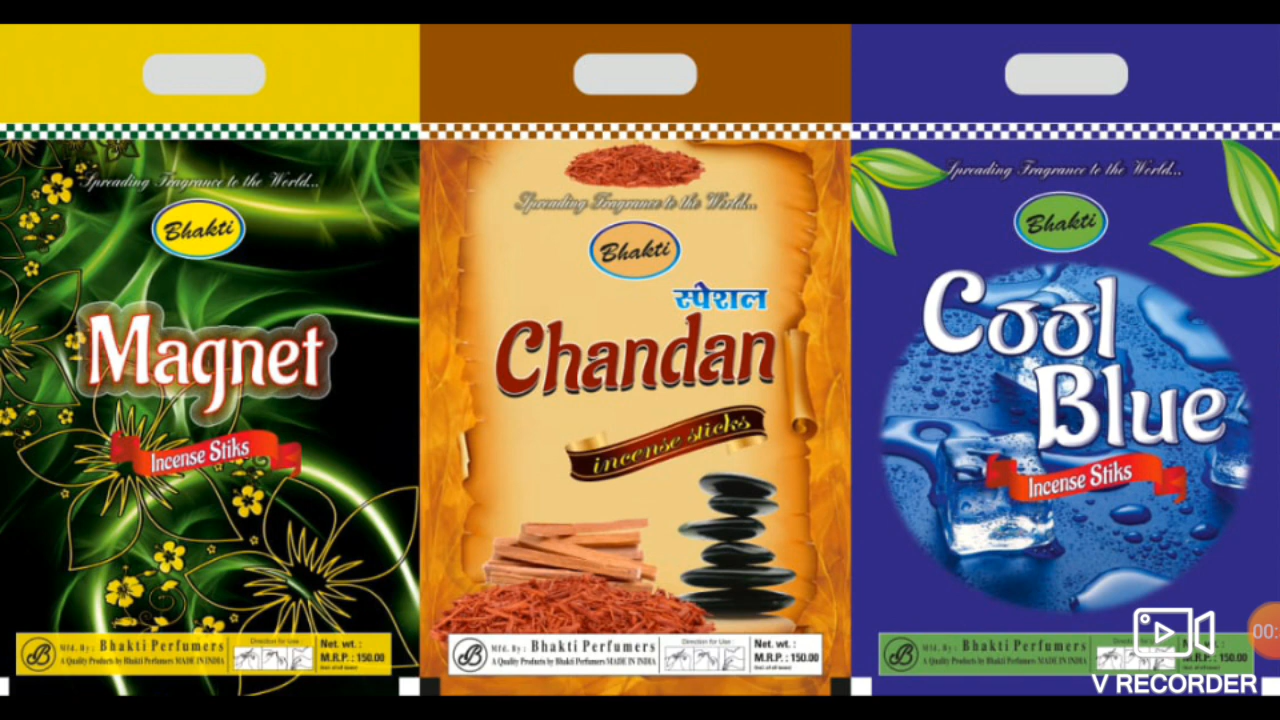 Spreading Fragrance to the World...
Bhakti
Magnet
Incense Stiks
Mfd. By : Bhakti Perfumers
A Quality Products by Bhakti Perfumers MADE IN INDIA
Direction for Use :
Net. wt. :
M.R.P. : 150.00
Spreading Fragrance to the World...
Bhakti
स्पेशल
Chandan
incense sticks
Mfd. By : Bhakti Perfumers
A Quality Products by Bhakti Perfumers MADE IN INDIA
Direction for Use :
Net. wt. :
M.R.P. : 150.00
Spreading Fragrance to the World...
Bhakti
Cool
Blue
Incense Stiks
Mfd. By : Bhakti Perfumers
A Quality Products by Bhakti Perfumers MADE IN INDIA
M.R.P. : 150.00
00:
V RECORDER